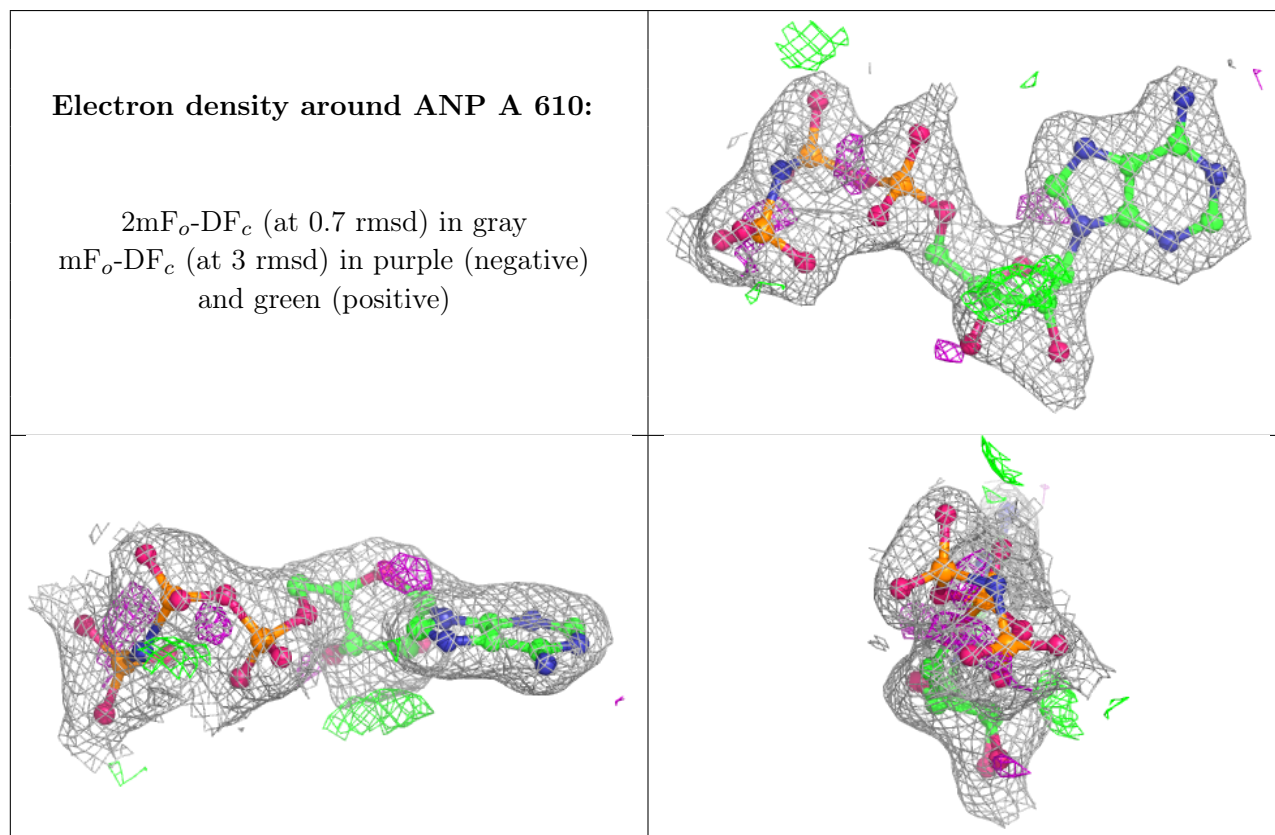 Electron density around ANP A 610:
2mFₒ-DF𝒸 (at 0.7 rmsd) in gray
mFₒ-DF𝒸 (at 3 rmsd) in purple (negative)
and green (positive)